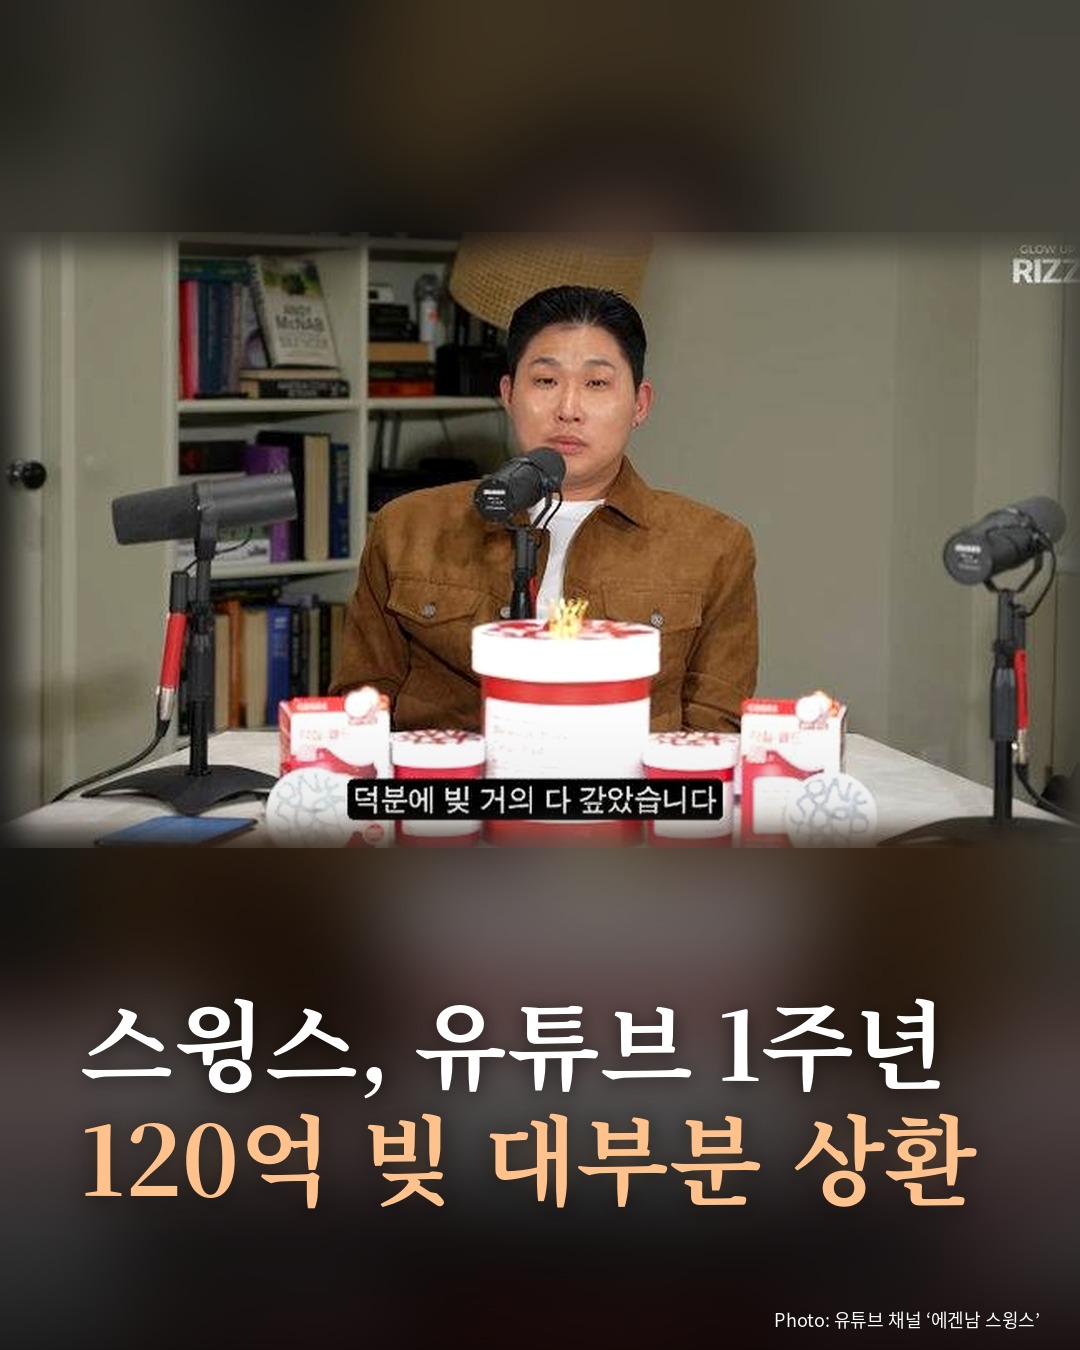 GLOW UP
RIZZ
ANDY
McNAB
덕분에 빚 거의 다 갚았습니다
스윙스, 유튜브 1주년
120억 빚 대부분 상환
Photo: 유튜브 채널 ‘에겐남 스윙스’